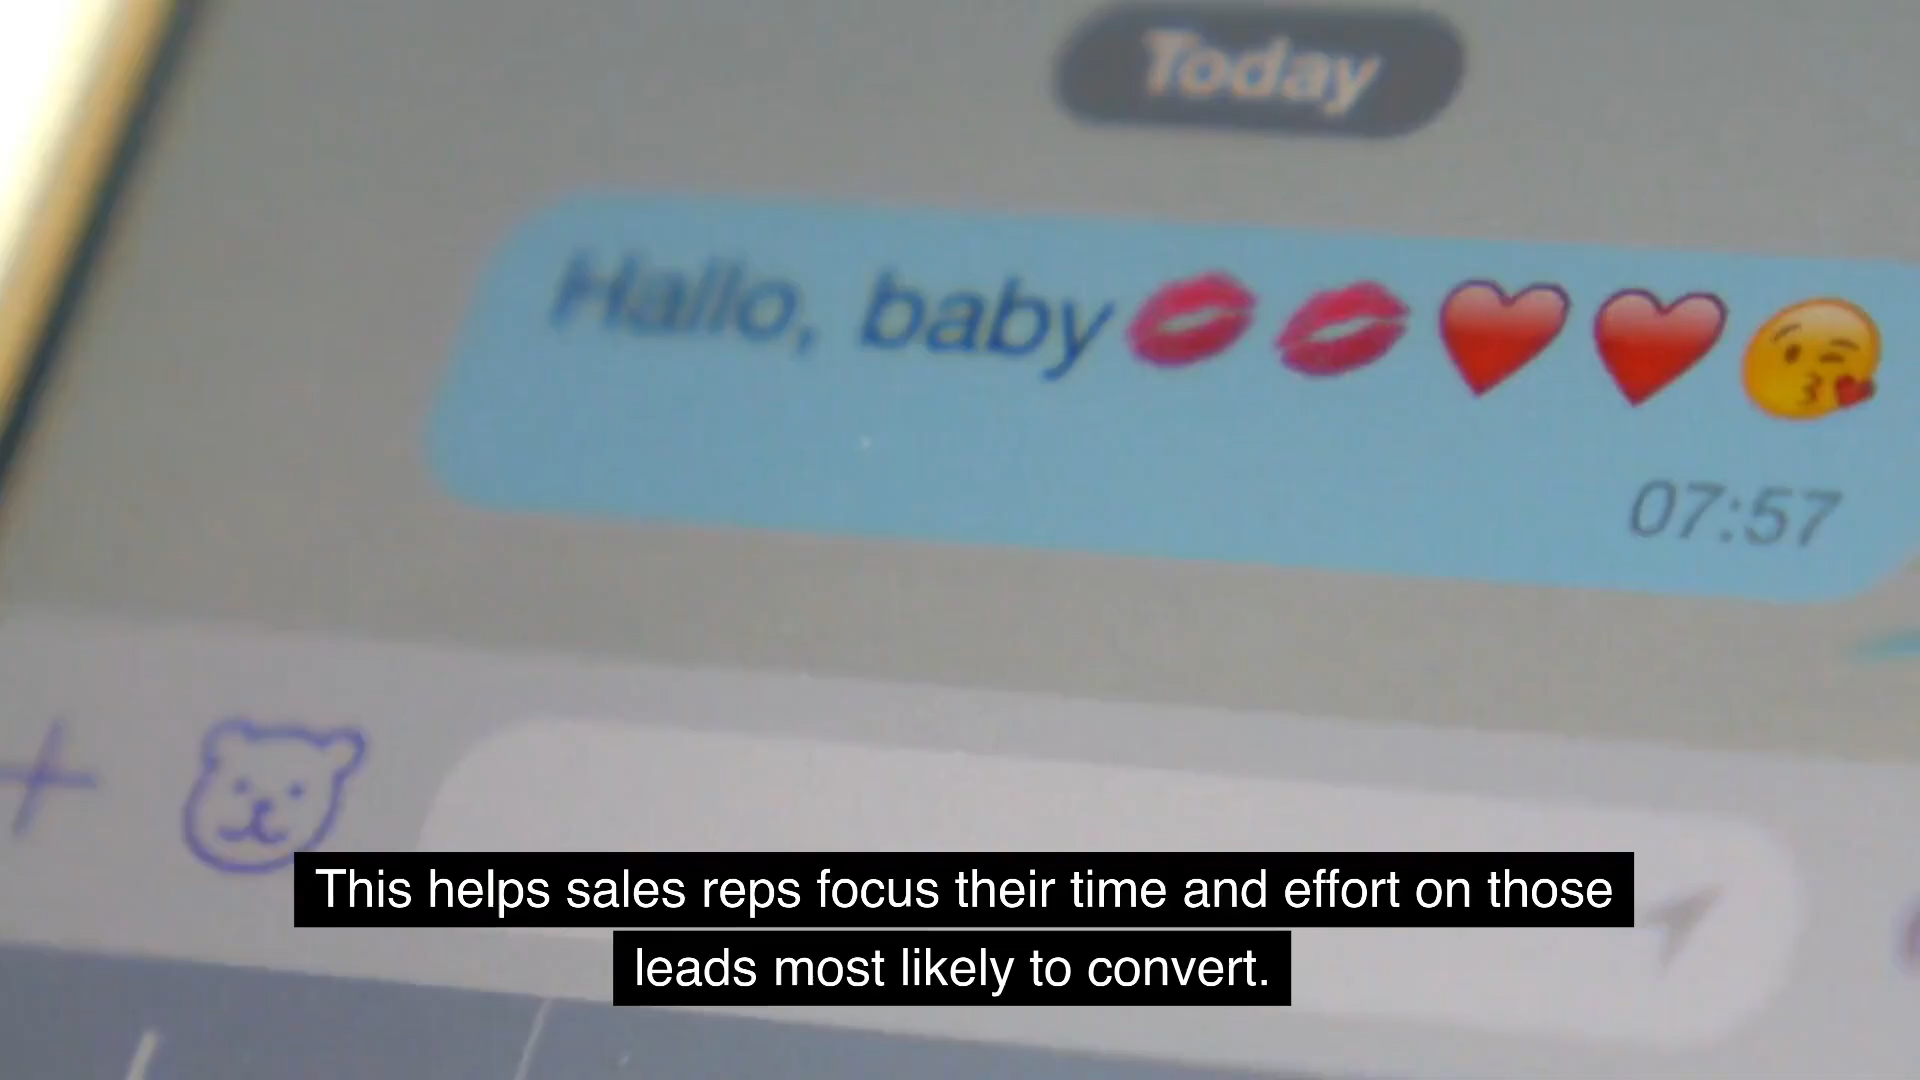 Today
Hallo, baby💋💋❤️❤️😘
07:57
This helps sales reps focus their time and effort on those
leads most likely to convert.